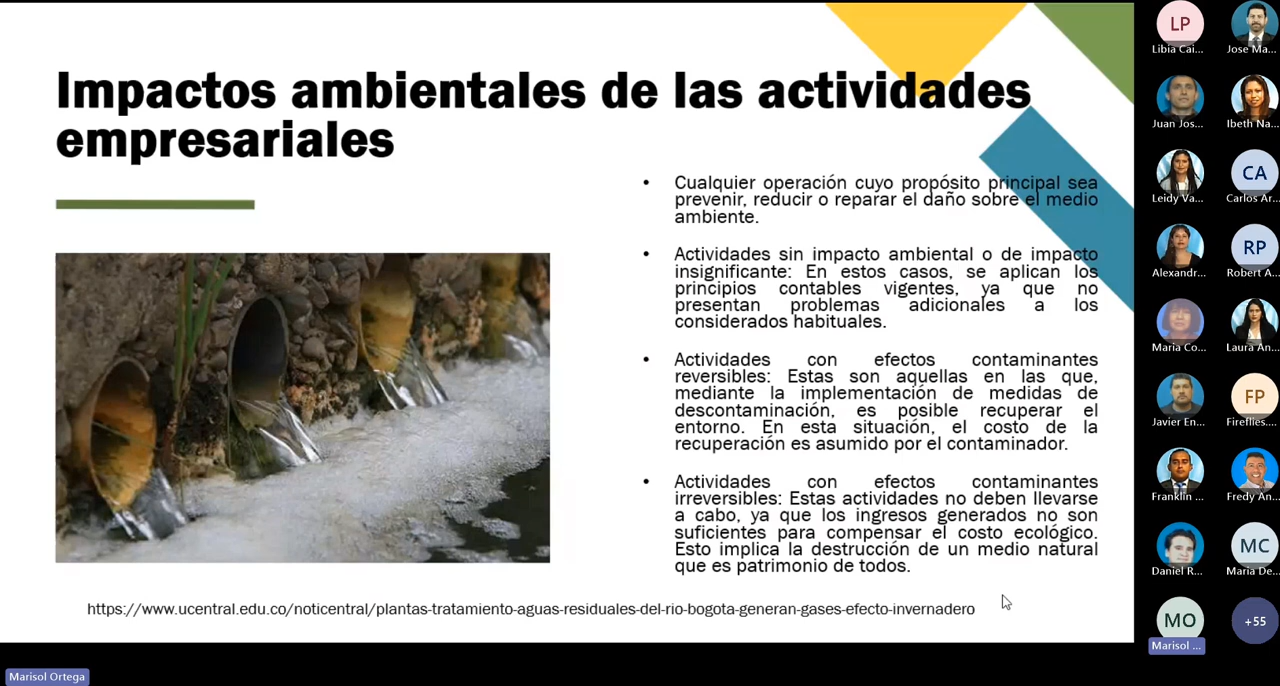 Impactos ambientales de las actividades
empresariales
• Cualquier operación cuyo propósito principal sea
prevenir, reducir o reparar el daño sobre el medio
ambiente.
• Actividades sin impacto ambiental o de impacto
insignificante: En estos casos, se aplican los
principios contables vigentes, ya que no
presentan problemas adicionales a los
considerados habituales.
• Actividades con efectos contaminantes
reversibles: Estas son aquellas en las que,
mediante la implementación de medidas de
descontaminación, es posible recuperar el
entorno. En esta situación, el costo de la
recuperación es asumido por el contaminador.
• Actividades con efectos contaminantes
irreversibles: Estas actividades no deben llevarse
a cabo, ya que los ingresos generados no son
suficientes para compensar el costo ecológico.
Esto implica la destrucción de un medio natural
que es patrimonio de todos.
https://www.ucentral.edu.co/noticentral/plantas-tratamiento-aguas-residuales-del-rio-bogota-generan-gases-efecto-invernadero
Marisol Ortega
LP
Libia Cai...
Jose Ma...
Juan Jos...
Ibeth Na...
Leidy Va...
CA
Carlos Ar...
Alexandr...
RP
Robert A...
Maria Co...
Laura An...
Javier En...
FP
Fireflies....
Franklin ...
Fredy An...
Daniel R...
MC
Maria De...
MO
Marisol ...
+55